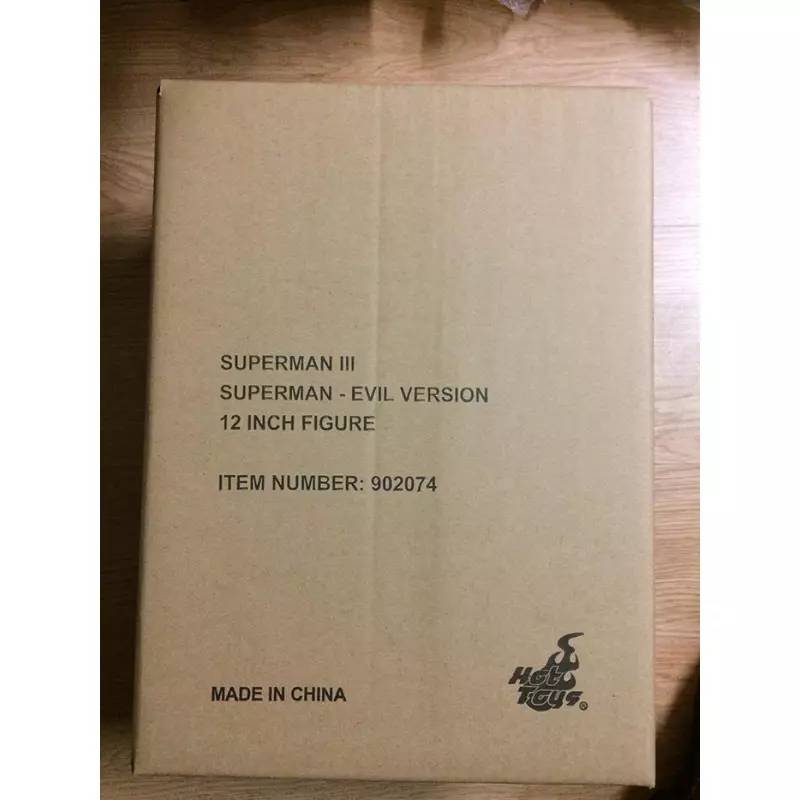 SUPERMAN III
SUPERMAN - EVIL VERSION
12 INCH FIGURE
ITEM NUMBER: 902074
Hot
Toys®
MADE IN CHINA